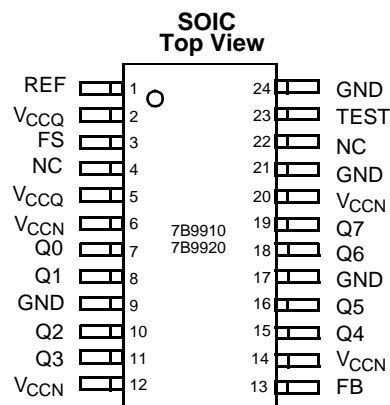 SOIC
Top View
REF 1 24 GND
VCCQ 2 23 TEST
FS 3 22 NC
NC 4 21 GND
VCCQ 5 20 VCCN
VCCN 6 19 Q7
7B9910
Q0 7 18 Q6
7B9920
Q1 8 17 GND
GND 9 16 Q5
Q2 10 15 Q4
Q3 11 14 VCCN
VCCN 12 13 FB